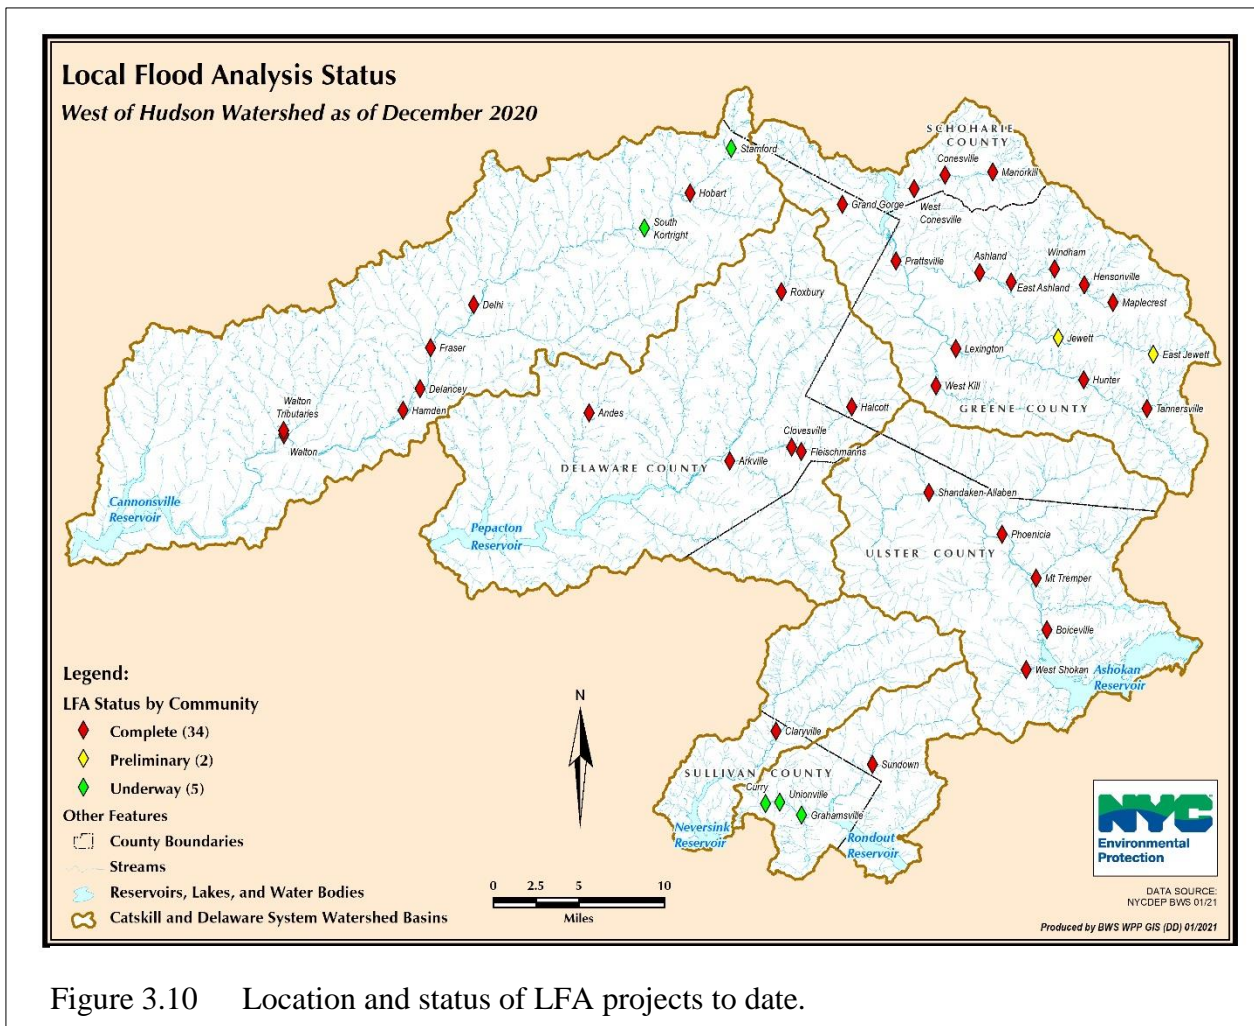 Local Flood Analysis Status
West of Hudson Watershed as of December 2020
SCHOHARIE
COUNTY
Stamford
Conesville
Manorkill
Hobart
West
Conesville
Grand Gorge
South
Kortright
Prattsville
Ashland
Windham
East Ashland
Hensonville
Maplecrest
Roxbury
Delhi
Jewett
East Jewett
Fraser
Lexington
Delancey
West Kill
Hunter
Walton
Tributaries
Hamden
Andes
Halcott
GREENE COUNTY
Tannersville
Walton
Clovesville
Fleischmanns
DELAWARE COUNTY
Arkville
Cannonsville
Reservoir
Shandaken-Allaben
Pepacton
Reservoir
Phoenicia
ULSTER COUNTY
Mt Tremper
Boiceville
West Shokan
Ashokan
Reservoir
Legend:
LFA Status by Community
Complete (34)
Preliminary (2)
Underway (5)
Other Features
County Boundaries
Streams
Reservoirs, Lakes, and Water Bodies
Catskill and Delaware System Watershed Basins
N
0 2.5 5 10
Miles
Claryville
SULLIVAN COUNTY
Sundown
Curry
Unionville
Grahamsville
Neversink
Reservoir
Rondout
Reservoir
NYC
Environmental
Protection
DATA SOURCE:
NYCDEP BWS 01/21
Produced by BWS WPP GIS (DD) 01/2021
Figure 3.10 Location and status of LFA projects to date.